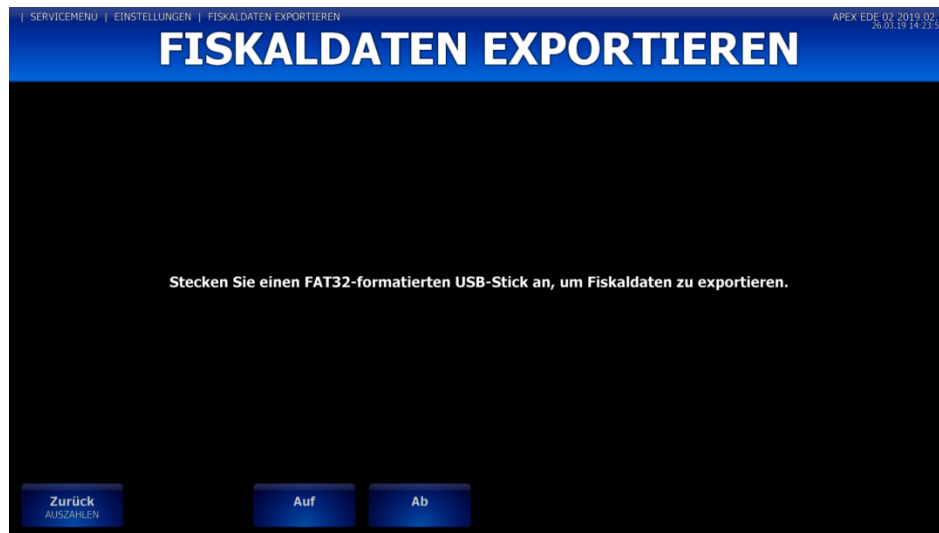 | SERVICEMENU | EINSTELLUNGEN | FISKALDATEN EXPORTIEREN
APEX EDE 02 2019.02.
26.03.19 14:23:5
FISKALDATEN EXPORTIEREN
Stecken Sie einen FAT32-formatierten USB-Stick an, um Fiskaldaten zu exportieren.
Zurück
AUSZAHLEN
Auf
Ab